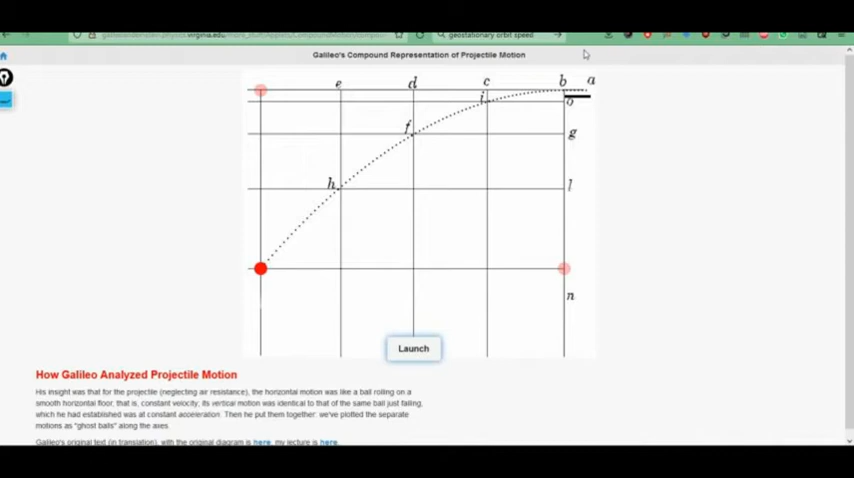 geostationary orbit speed
Galileo's Compound Representation of Projectile Motion
e d c b a
i o
f g
h l
n
Launch
How Galileo Analyzed Projectile Motion
His insight was that for the projectile (neglecting air resistance), the horizontal motion was like a ball rolling on a
smooth horizontal floor, that is, constant velocity; its vertical motion was identical to that of the same ball just falling,
which he had established was at constant acceleration. Then he put them together: we've plotted the separate
motions as "ghost balls" along the axes.
Galileo's original text (in translation), with the original diagram is here, my lecture is here.